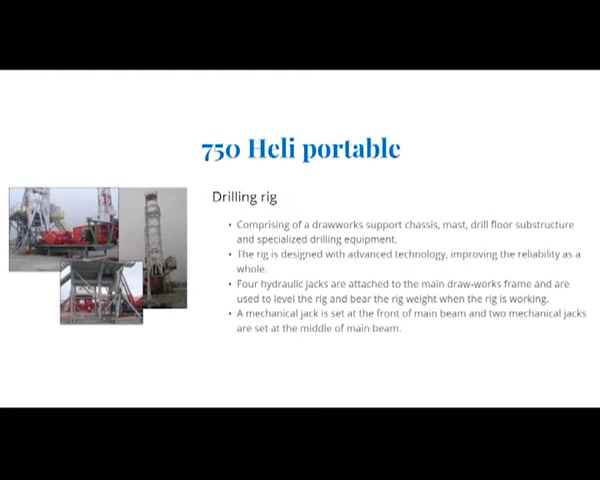 750 Heli portable
Drilling rig
• Comprising of a drawworks support chassis, mast, drill floor substructure
and specialized drilling equipment.
• The rig is designed with advanced technology, improving the reliability as a
whole.
• Four hydraulic jacks are attached to the main draw-works frame and are
used to level the rig and bear the rig weight when the rig is working.
• A mechanical jack is set at the front of main beam and two mechanical jacks
are set at the middle of main beam.